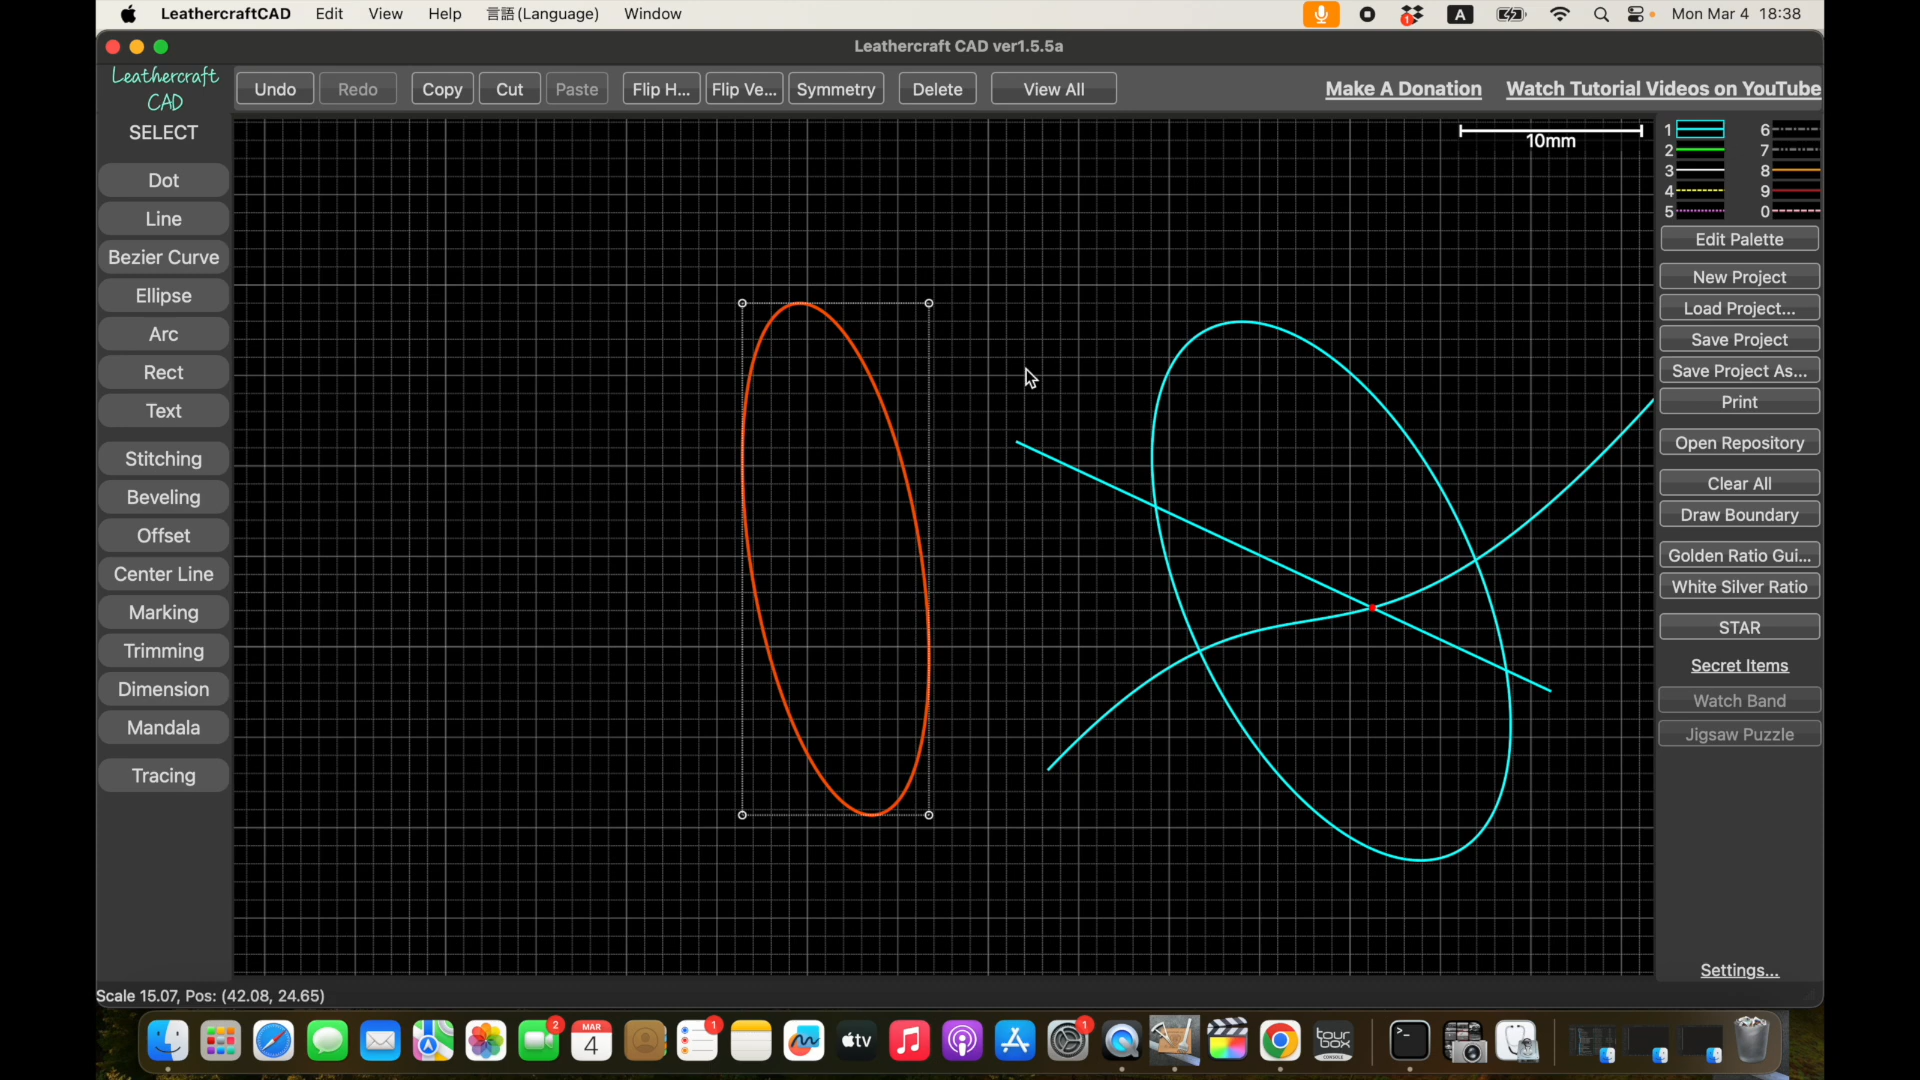 LeathercraftCAD Edit View Help 言語(Language) Window A Mon Mar 4 18:38
Leathercraft CAD ver1.5.5a
Leathercraft
CAD
Undo Redo Copy Cut Paste Flip H... Flip Ve... Symmetry Delete View All Make A Donation Watch Tutorial Videos on YouTube
SELECT
Dot
Line
Bezier Curve
Ellipse
Arc
Rect
Text
Stitching
Beveling
Offset
Center Line
Marking
Trimming
Dimension
Mandala
Tracing
10mm
1 6
2 7
3 8
4 9
5 0
Edit Palette
New Project
Load Project...
Save Project
Save Project As...
Print
Open Repository
Clear All
Draw Boundary
Golden Ratio Gui...
White Silver Ratio
STAR
Secret Items
Watch Band
Jigsaw Puzzle
Settings...
Scale 15.07, Pos: (42.08, 24.65)
2 MAR 4 1 tv 1 tour box CONSOLE